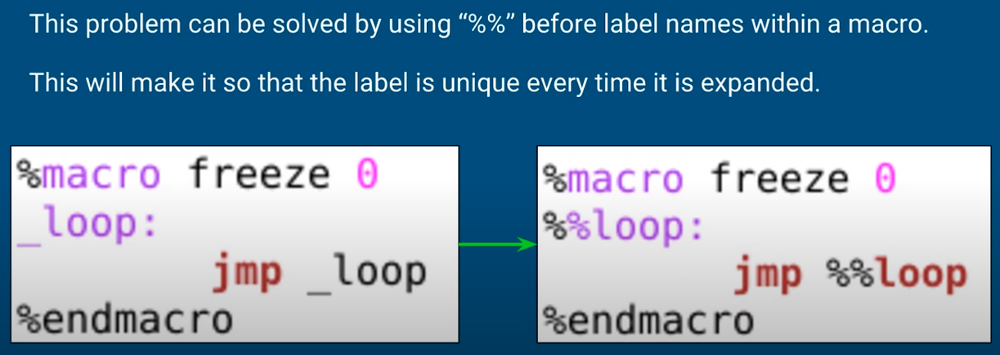 This problem can be solved by using “%%” before label names within a macro.
This will make it so that the label is unique every time it is expanded.
%macro freeze 0
_loop:
        jmp _loop
%endmacro
%macro freeze 0
%%loop:
        jmp %%loop
%endmacro